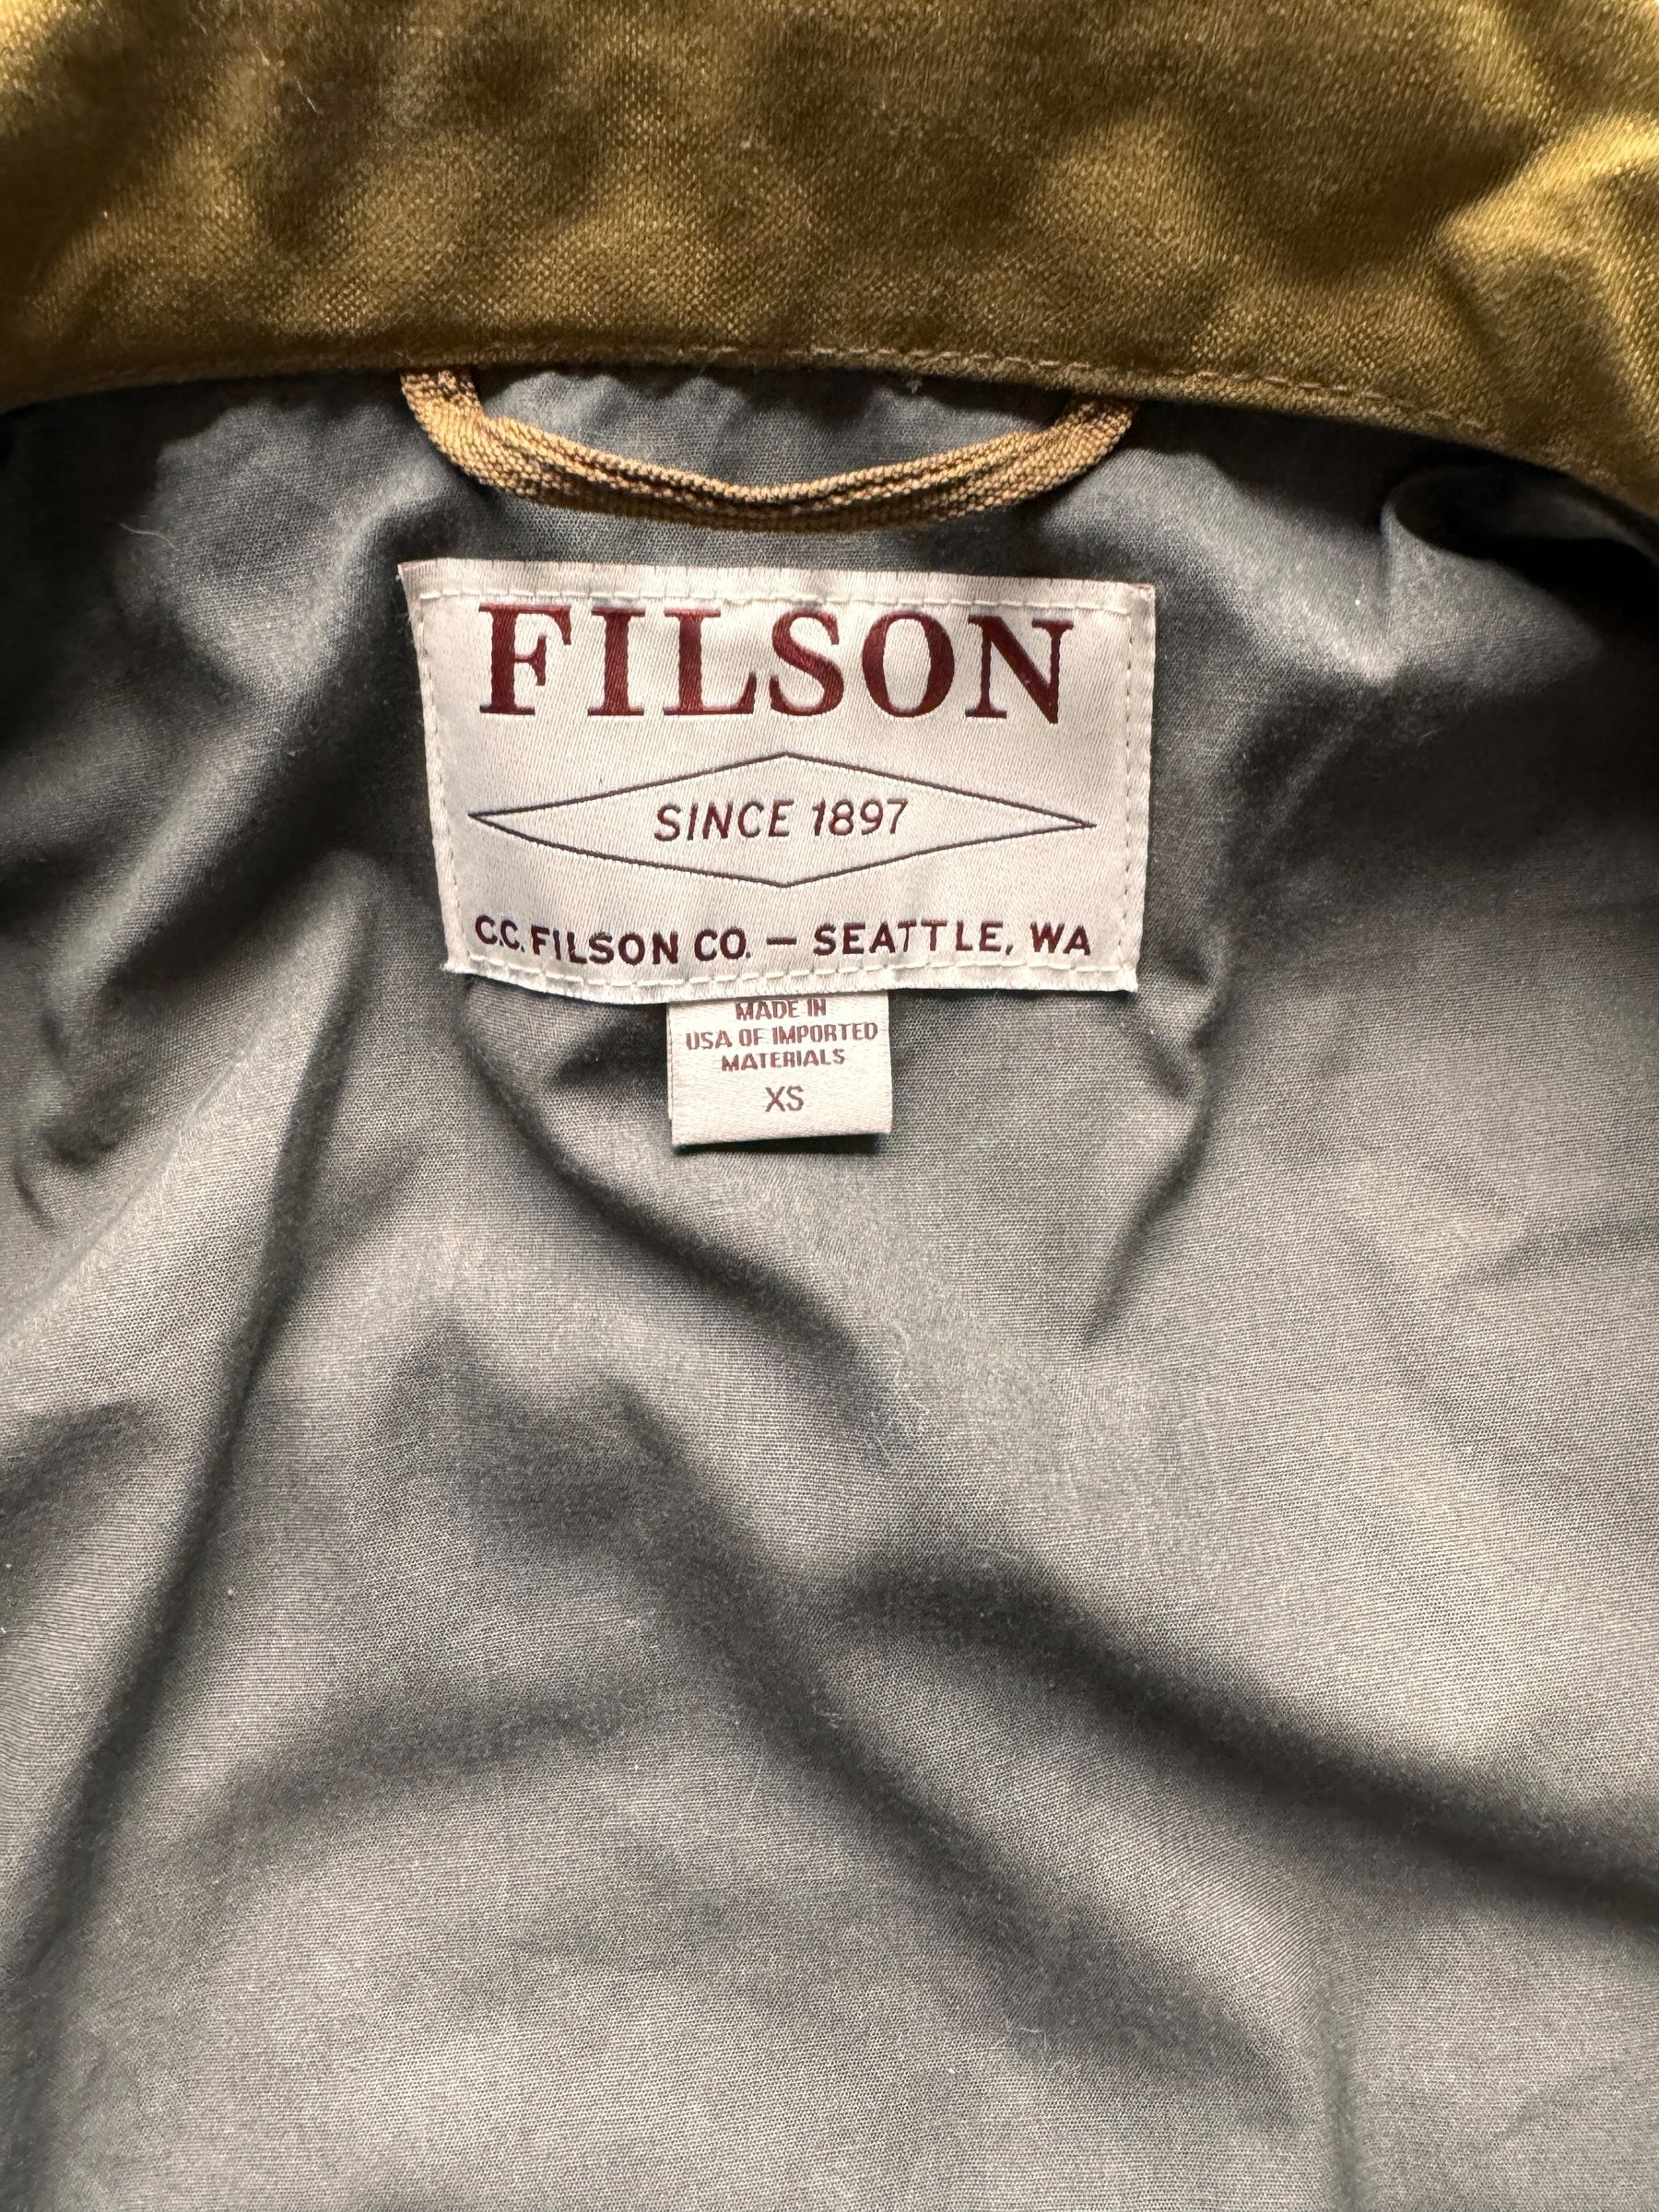 FILSON
SINCE 1897
C.C. FILSON CO. – SEATTLE, WA
MADE IN
USA OF IMPORTED
MATERIALS
XS